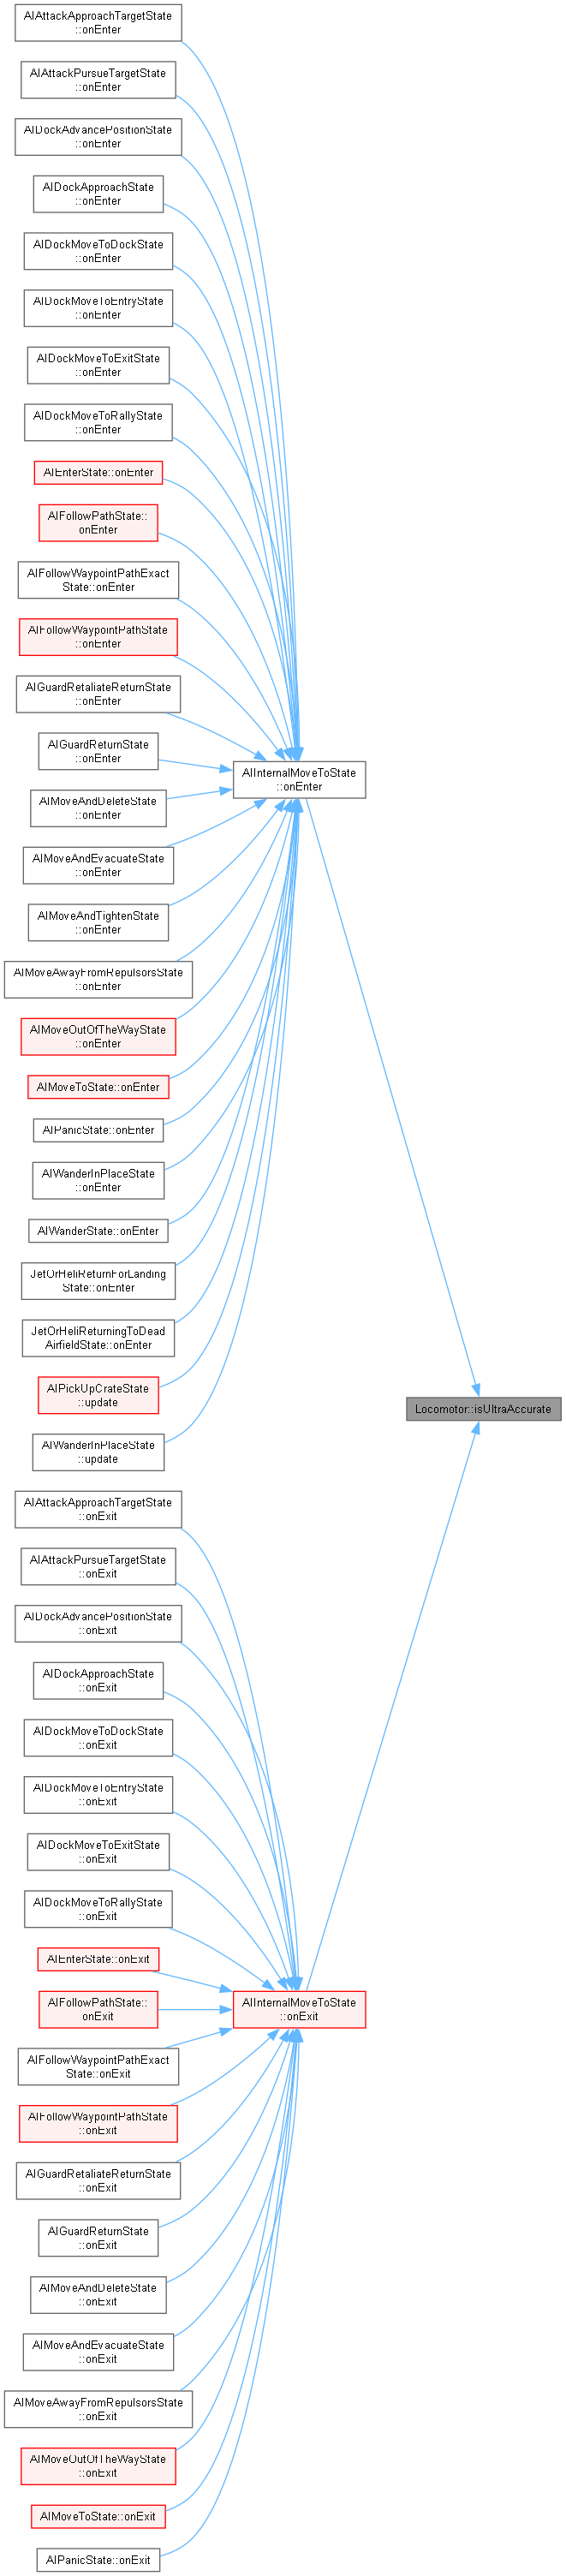 AIAttackApproachTargetState
::onEnter
AIAttackPursueTargetState
::onEnter
AIDockAdvancePositionState
::onEnter
AIDockApproachState
::onEnter
AIDockMoveToDockState
::onEnter
AIDockMoveToEntryState
::onEnter
AIDockMoveToExitState
::onEnter
AIDockMoveToRallyState
::onEnter
AIEnterState::onEnter
AIFollowPathState::
onEnter
AIFollowWaypointPathExact
State::onEnter
AIFollowWaypointPathState
::onEnter
AIGuardRetaliateReturnState
::onEnter
AIGuardReturnState
::onEnter
AIMoveAndDeleteState
::onEnter
AIMoveAndEvacuateState
::onEnter
AIMoveAndTightenState
::onEnter
AIMoveAwayFromRepulsorsState
::onEnter
AIMoveOutOfTheWayState
::onEnter
AIMoveToState::onEnter
AIPanicState::onEnter
AIWanderInPlaceState
::onEnter
AIWanderState::onEnter
JetOrHeliReturnForLanding
State::onEnter
JetOrHeliReturningToDead
AirfieldState::onEnter
AIPickUpCrateState
::update
AIWanderInPlaceState
::update
AIInternalMoveToState
::onEnter
Locomotor::isUltraAccurate
AIAttackApproachTargetState
::onExit
AIAttackPursueTargetState
::onExit
AIDockAdvancePositionState
::onExit
AIDockApproachState
::onExit
AIDockMoveToDockState
::onExit
AIDockMoveToEntryState
::onExit
AIDockMoveToExitState
::onExit
AIDockMoveToRallyState
::onExit
AIEnterState::onExit
AIFollowPathState::
onExit
AIFollowWaypointPathExact
State::onExit
AIFollowWaypointPathState
::onExit
AIGuardRetaliateReturnState
::onExit
AIGuardReturnState
::onExit
AIMoveAndDeleteState
::onExit
AIMoveAndEvacuateState
::onExit
AIMoveAwayFromRepulsorsState
::onExit
AIMoveOutOfTheWayState
::onExit
AIMoveToState::onExit
AIPanicState::onExit
AIInternalMoveToState
::onExit